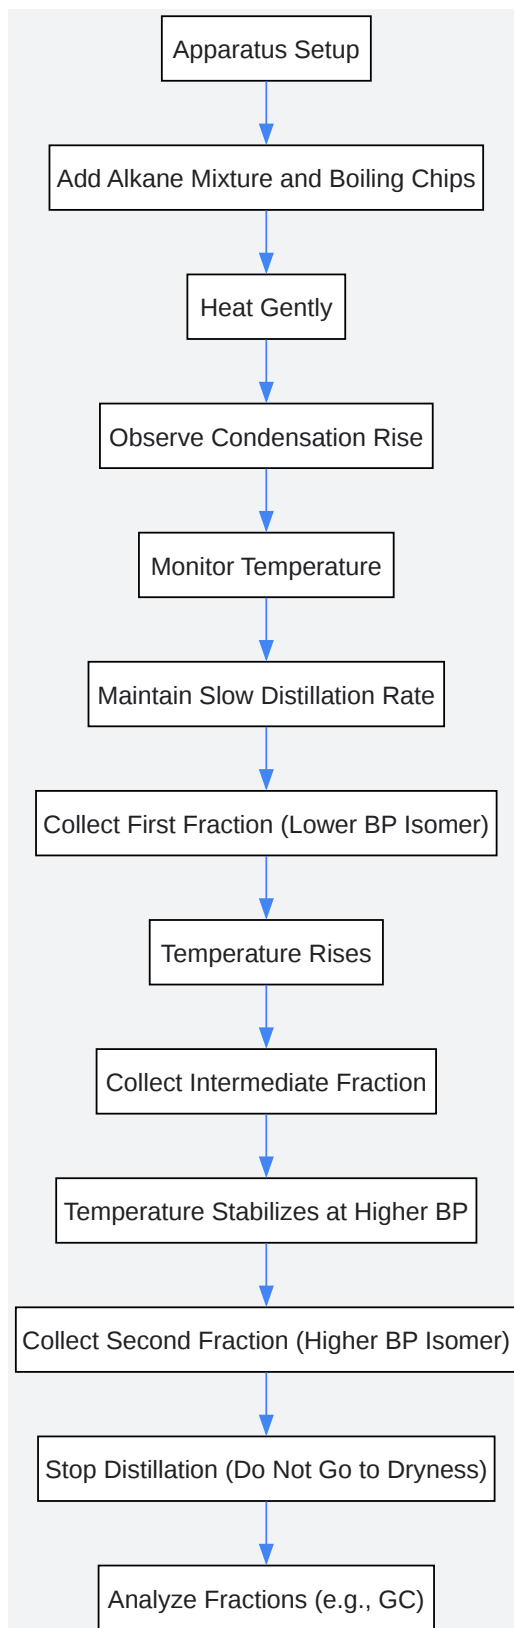 Apparatus Setup
Add Alkane Mixture and Boiling Chips
Heat Gently
Observe Condensation Rise
Monitor Temperature
Maintain Slow Distillation Rate
Collect First Fraction (Lower BP Isomer)
Temperature Rises
Collect Intermediate Fraction
Temperature Stabilizes at Higher BP
Collect Second Fraction (Higher BP Isomer)
Stop Distillation (Do Not Go to Dryness)
Analyze Fractions (e.g., GC)